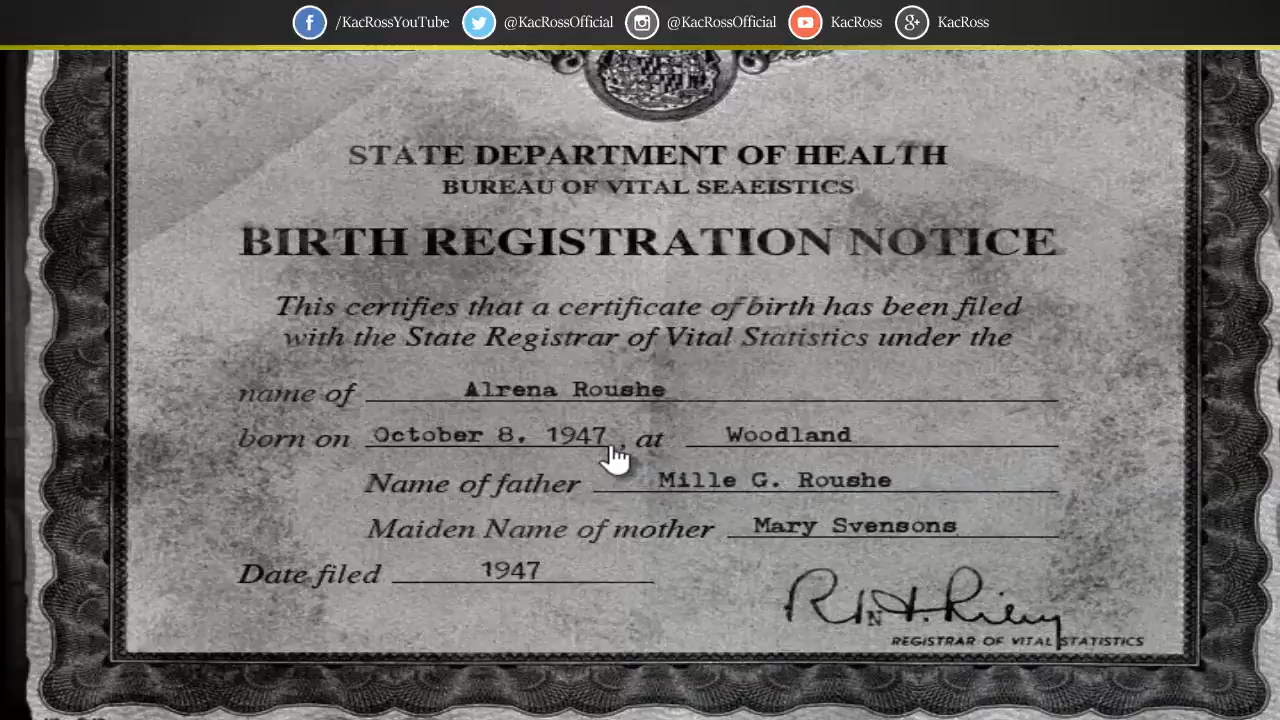 /KacRossYouTube @KacRossOfficial @KacRossOfficial KacRoss KacRoss
STATE DEPARTMENT OF HEALTH
BUREAU OF VITAL SEAEISTICS
BIRTH REGISTRATION NOTICE
This certifies that a certificate of birth has been filed
with the State Registrar of Vital Statistics under the
name of Alrena Roushe
born on October 8. 1947, at Woodland
Name of father Mille G. Roushe
Maiden Name of mother Mary Svensons
Date filed 1947
REGISTRAR OF VITAL STATISTICS